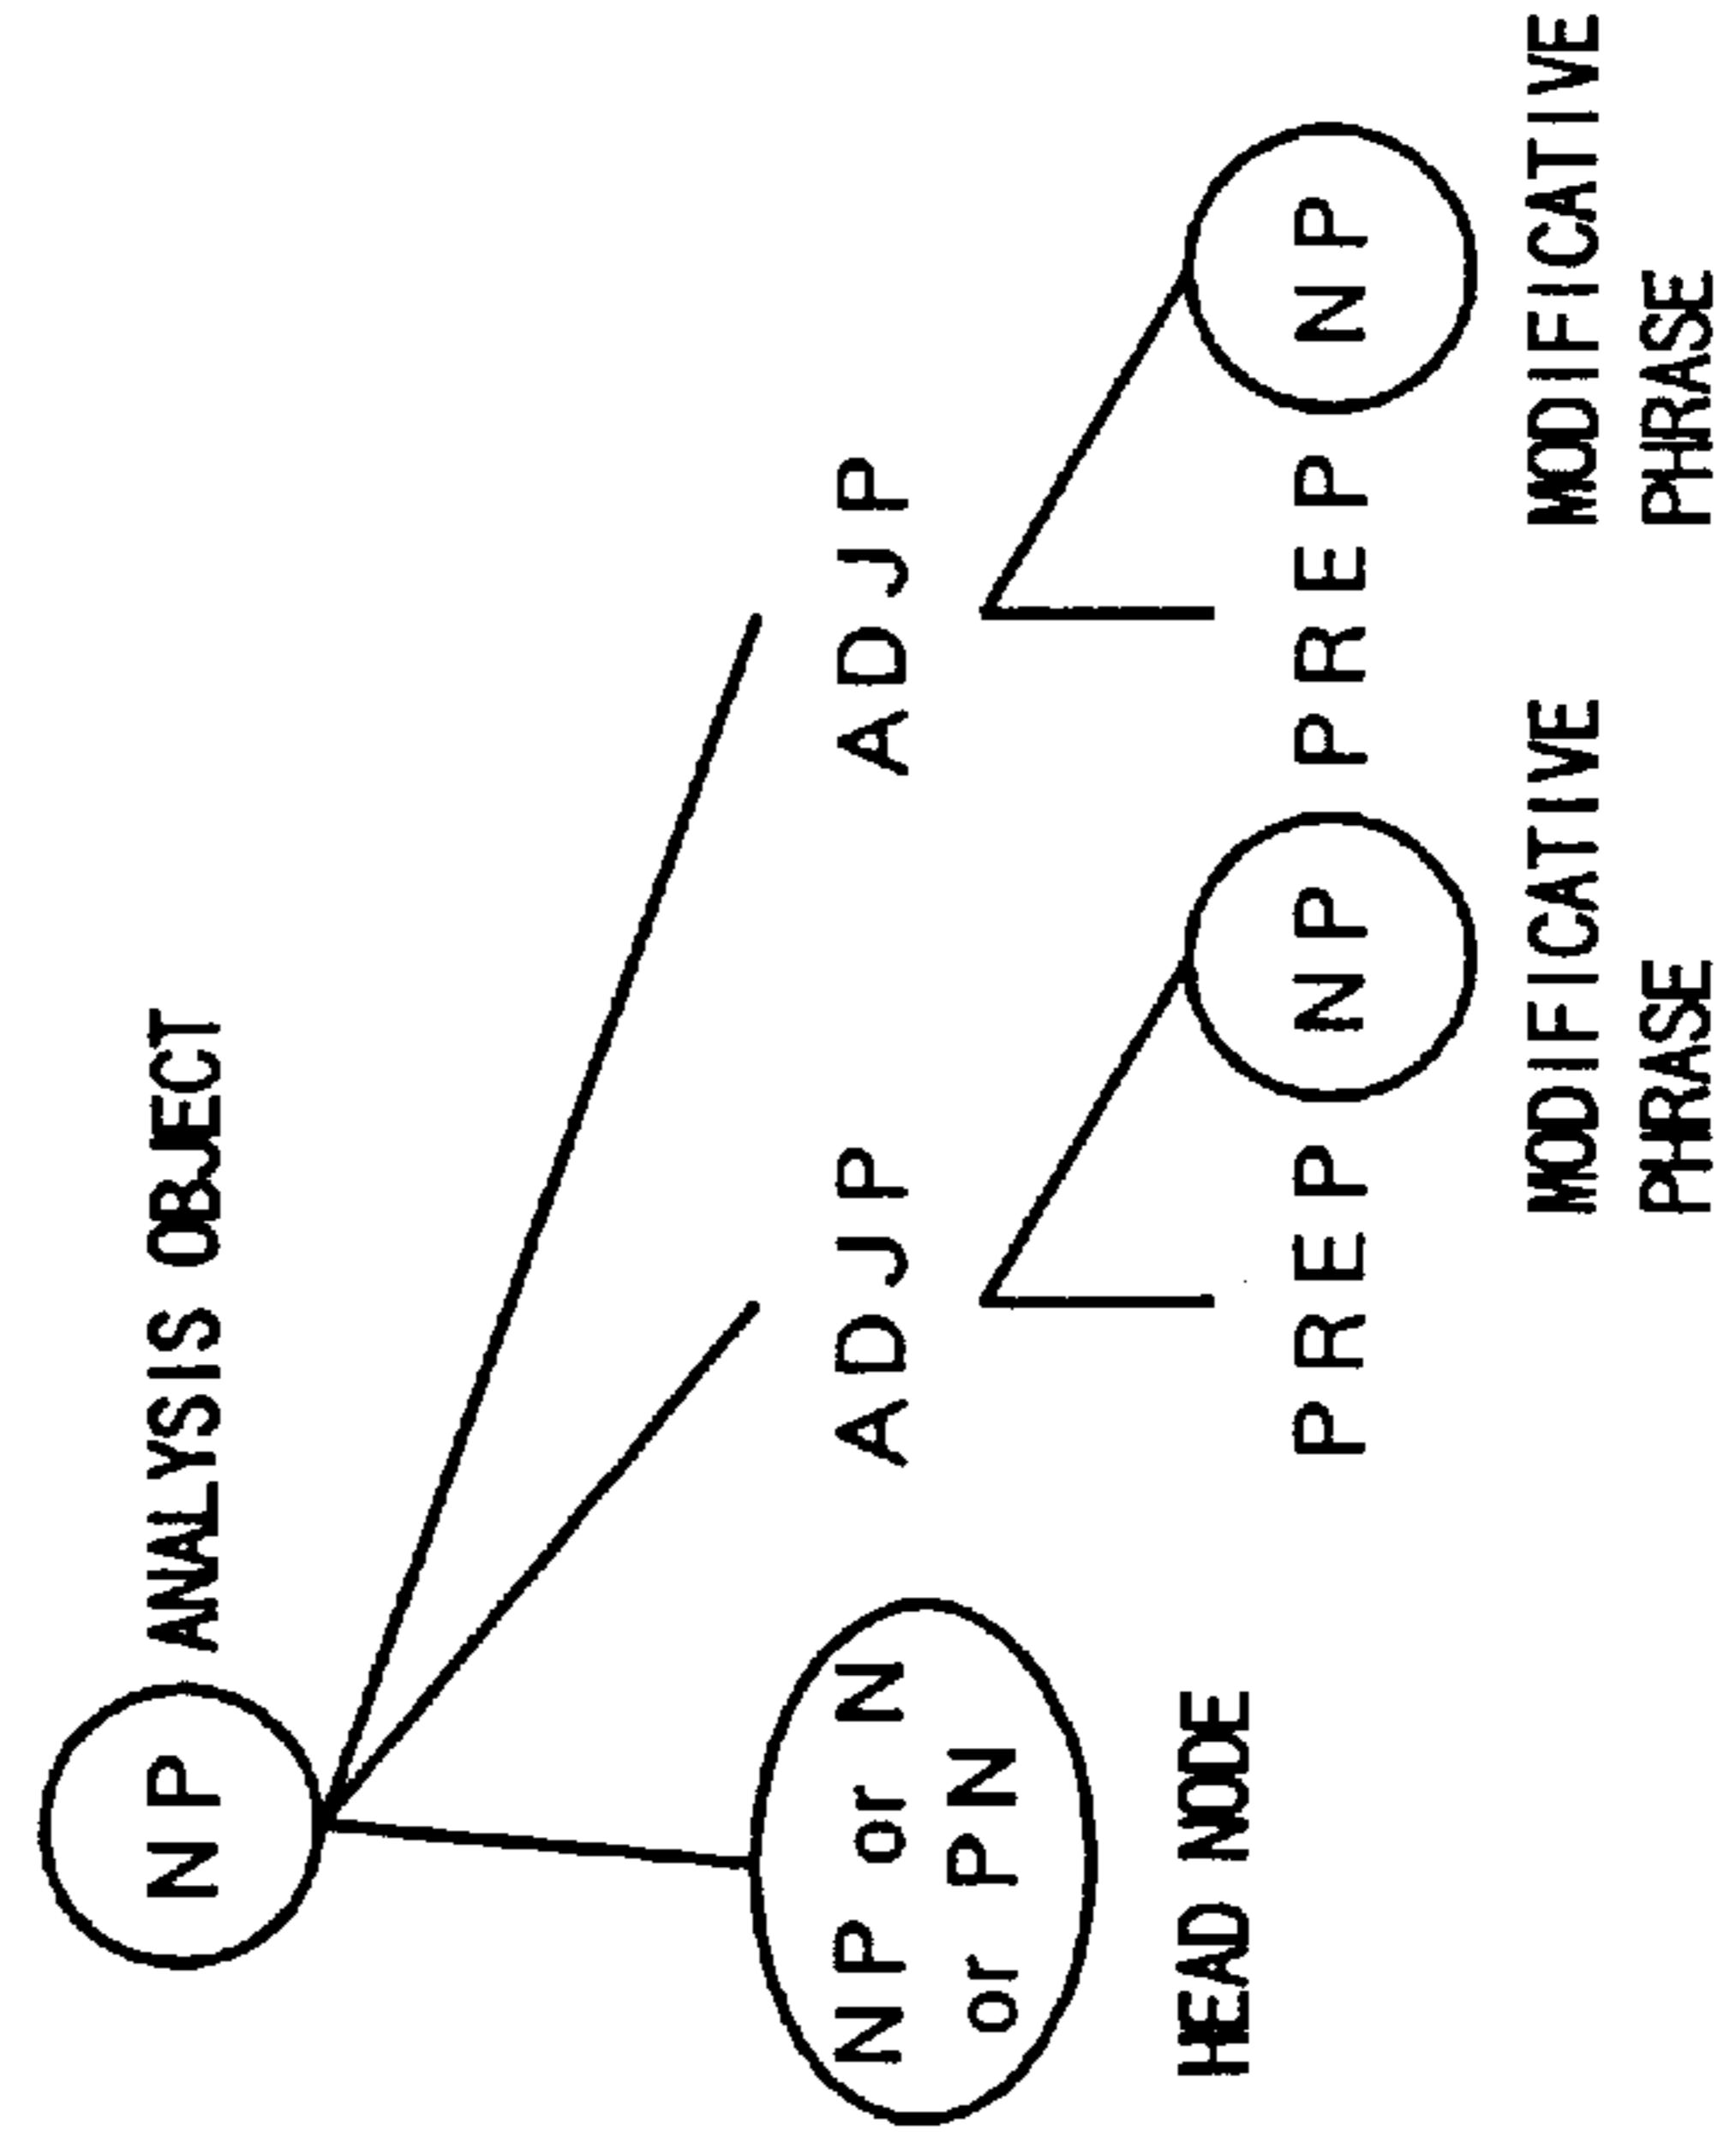 NP ANALYSIS OBJECT
NP or N
or PN
ADJP
ADJP
HEAD NODE
PREP
NP
PREP
NP
MODIFICATIVE
PHRASE
MODIFICATIVE
PHRASE